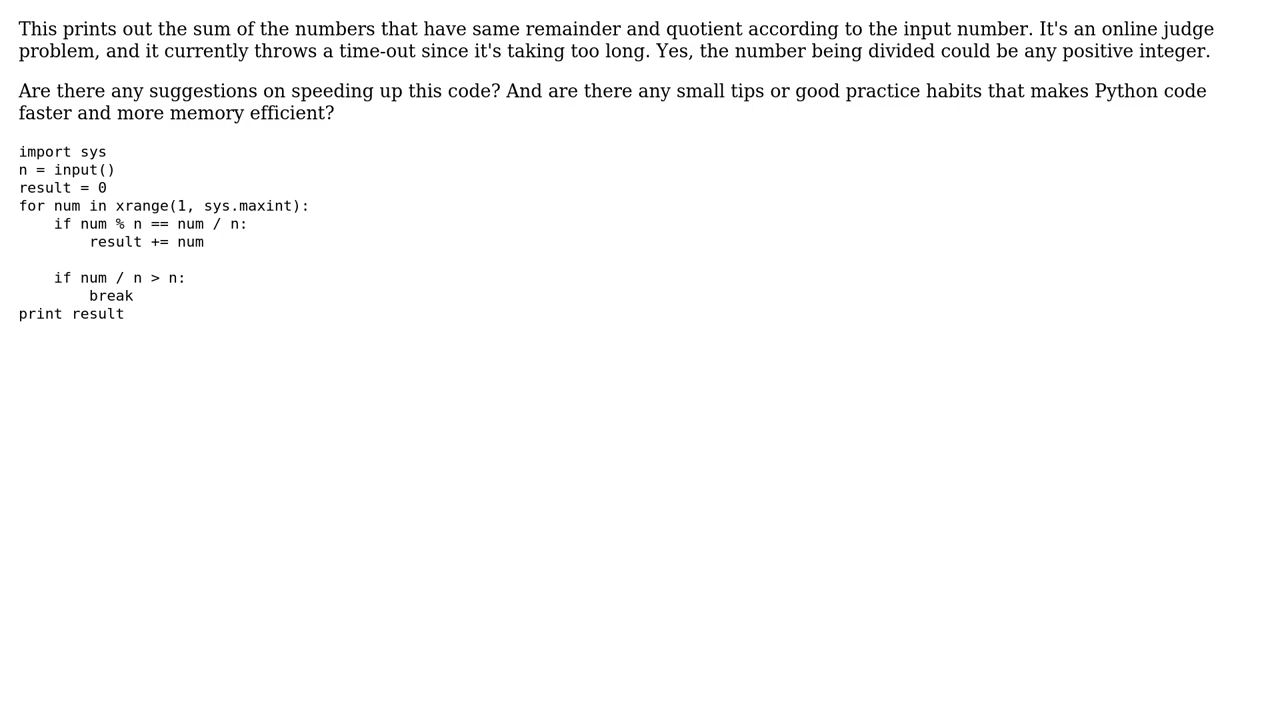 This prints out the sum of the numbers that have same remainder and quotient according to the input number. It's an online judge
problem, and it currently throws a time-out since it's taking too long. Yes, the number being divided could be any positive integer.
Are there any suggestions on speeding up this code? And are there any small tips or good practice habits that makes Python code
faster and more memory efficient?
import sys
n = input()
result = 0
for num in xrange(1, sys.maxint):
    if num % n == num / n:
        result += num
    if num / n > n:
        break
print result